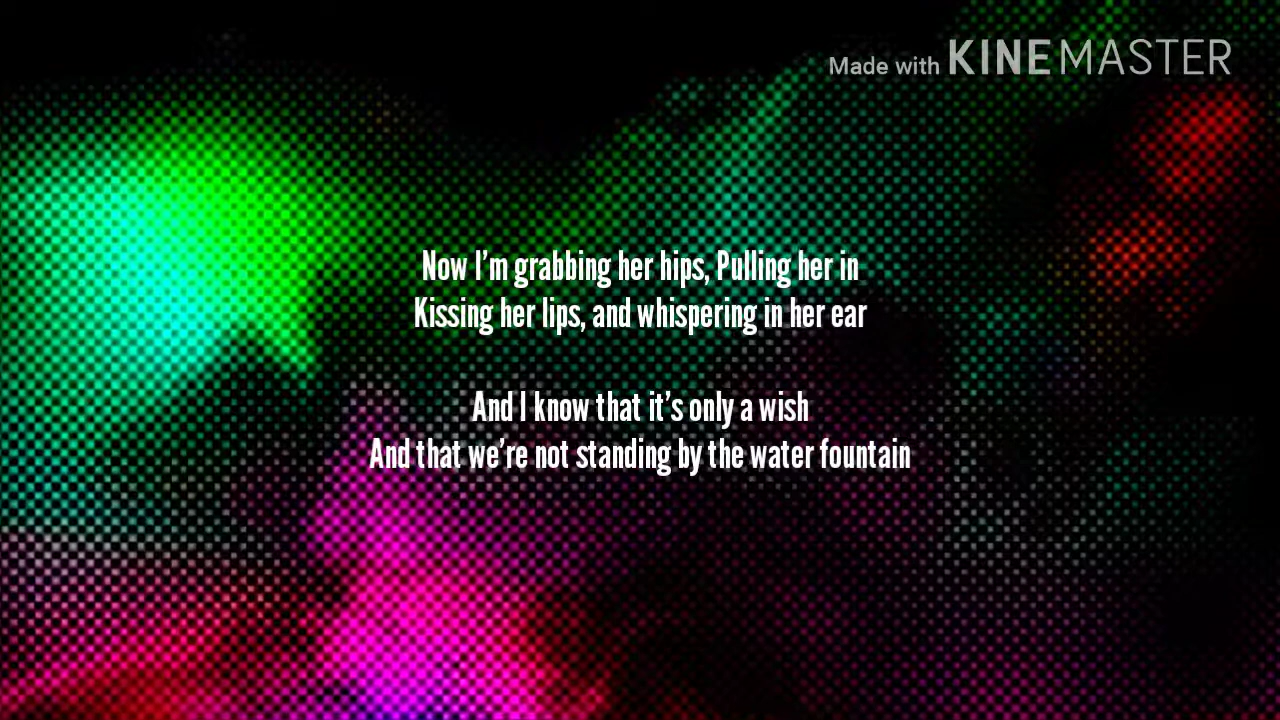 Made with KINEMASTER
Now I'm grabbing her hips, Pulling her in
Kissing her lips, and whispering in her ear
And I know that it's only a wish
And that we're not standing by the water fountain